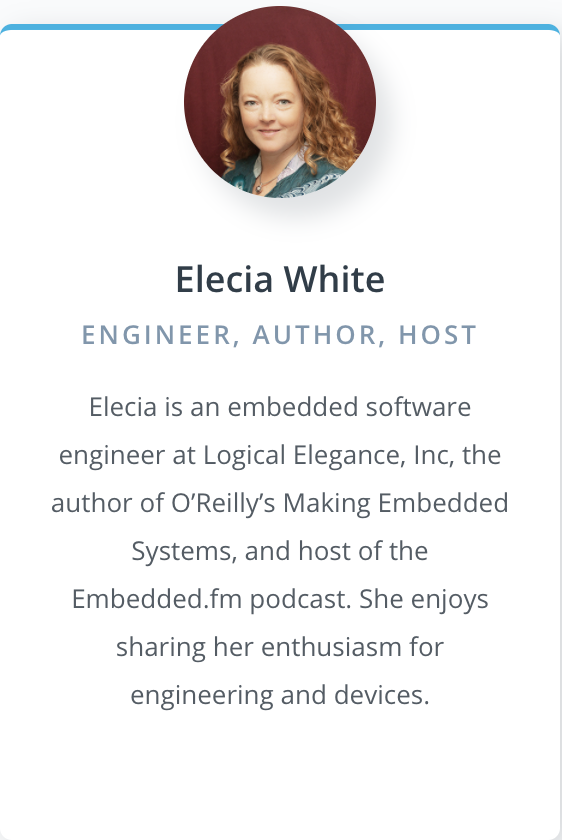 Elecia White
ENGINEER, AUTHOR, HOST
Elecia is an embedded software
engineer at Logical Elegance, Inc, the
author of O’Reilly’s Making Embedded
Systems, and host of the
Embedded.fm podcast. She enjoys
sharing her enthusiasm for
engineering and devices.